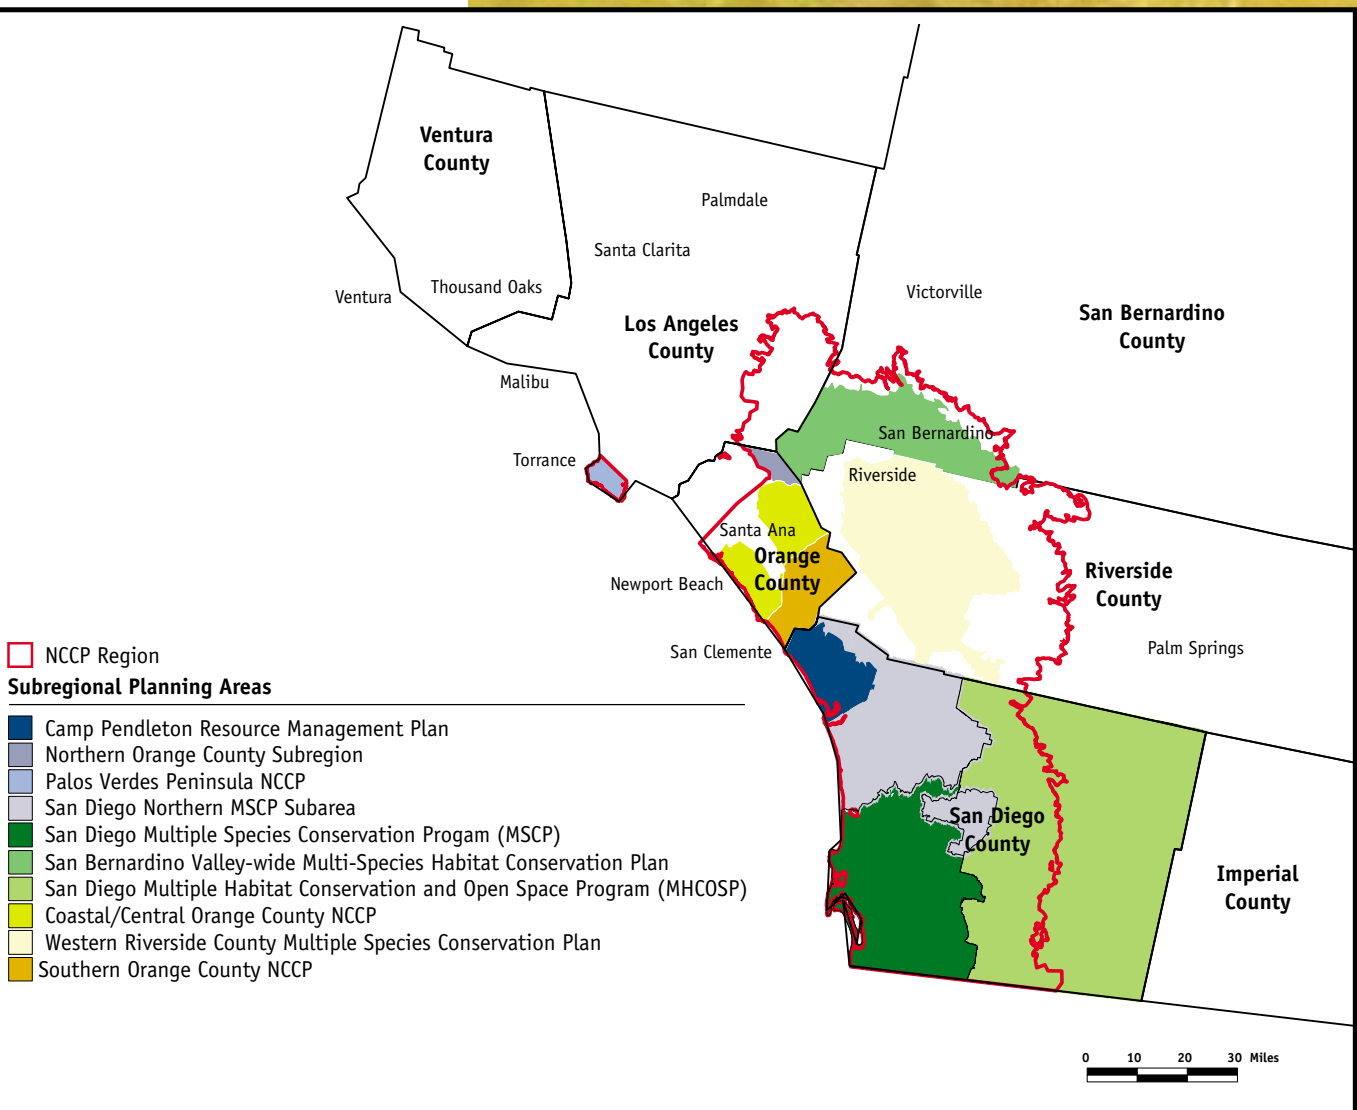 Ventura
County
Palmdale
Santa Clarita
Thousand Oaks
Ventura
Victorville
Los Angeles
County
San Bernardino
County
Malibu
San Bernardino
Torrance
Riverside
Santa Ana
Orange
County
Newport Beach
Riverside
County
San Clemente
Palm Springs
NCCP Region
Subregional Planning Areas
Camp Pendleton Resource Management Plan
Northern Orange County Subregion
Palos Verdes Peninsula NCCP
San Diego Northern MSCP Subarea
San Diego Multiple Species Conservation Progam (MSCP)
San Bernardino Valley-wide Multi-Species Habitat Conservation Plan
San Diego Multiple Habitat Conservation and Open Space Program (MHCOSP)
Coastal/Central Orange County NCCP
Western Riverside County Multiple Species Conservation Plan
Southern Orange County NCCP
San Diego
County
Imperial
County
0 10 20 30 Miles